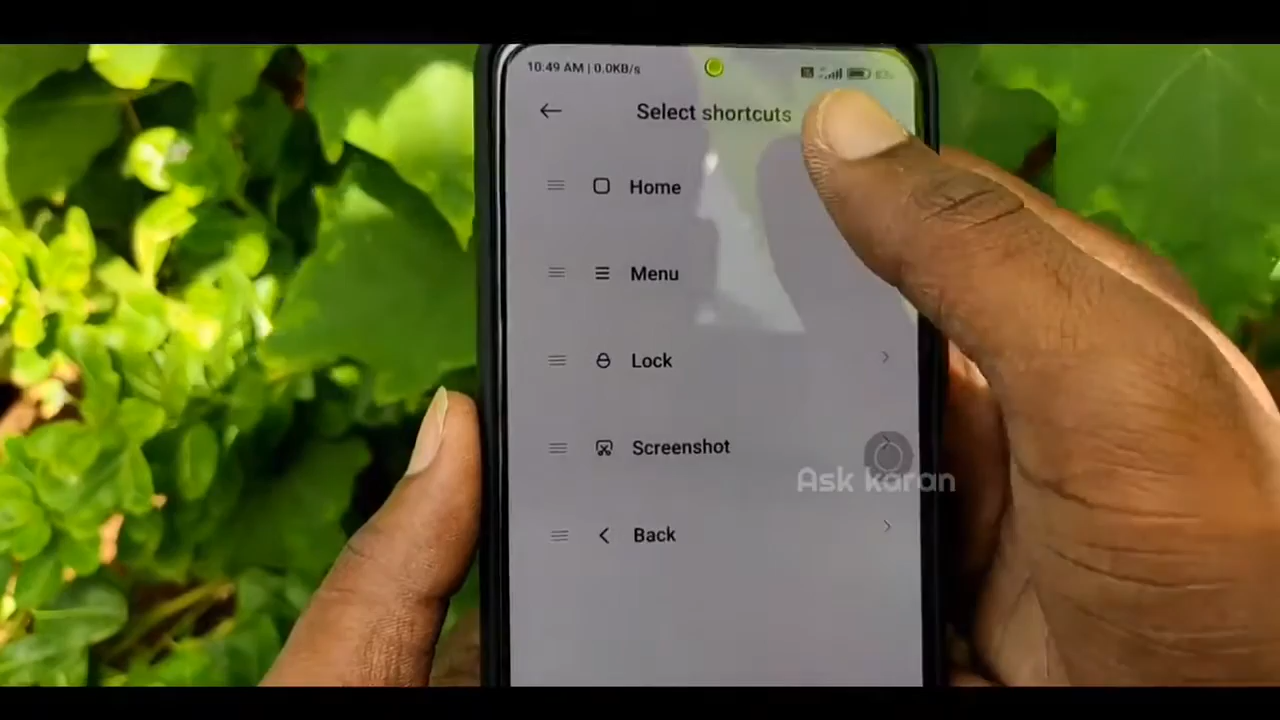 10:49 AM | 0.0KB/s
Select shortcuts
Home
Menu
Lock
Screenshot
Ask karan
Back